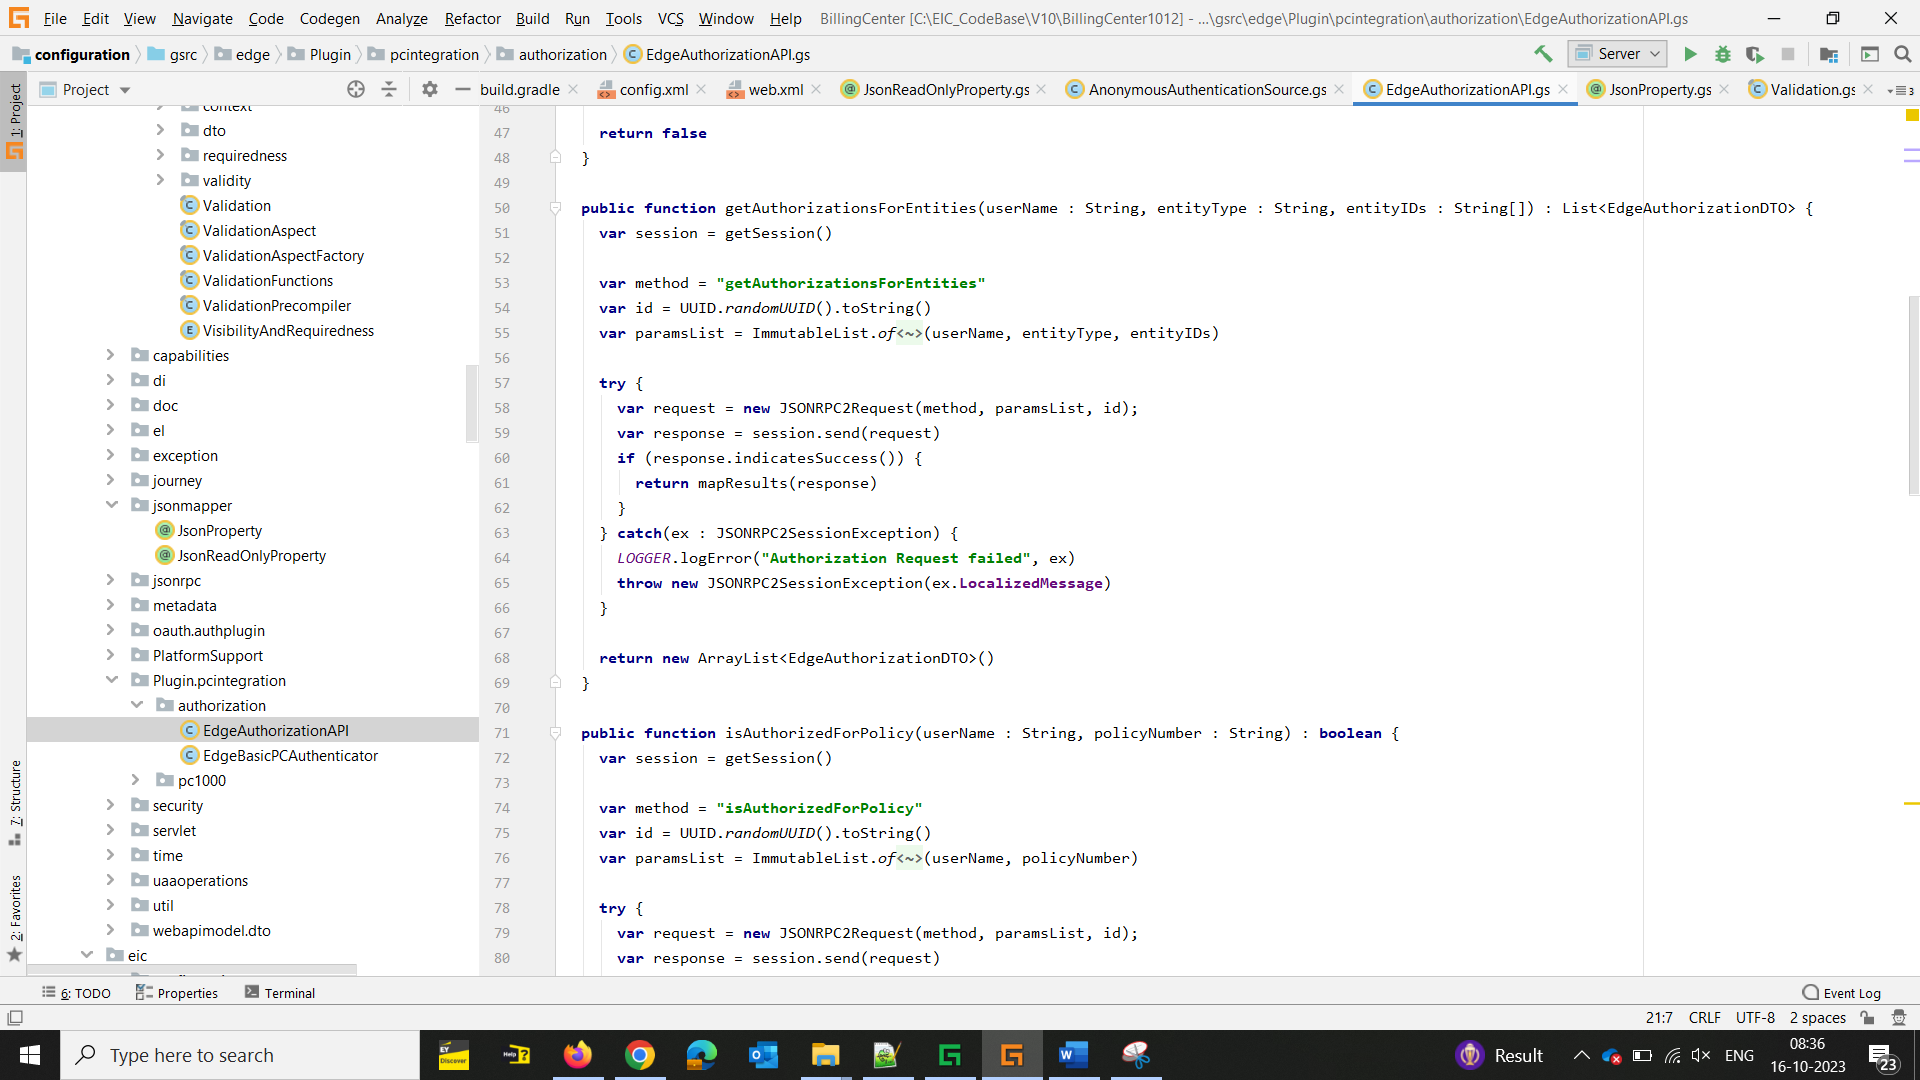 File Edit View Navigate Code Codegen Analyze Refactor Build Run Tools VCS Window Help BillingCenter [C:\EIC_CodeBase\V10\BillingCenter1012] - ...\gsrc\edge\Plugin\pcintegration\authorization\EdgeAuthorizationAPI.gs
configuration gsrc edge Plugin pcintegration authorization EdgeAuthorizationAPI.gs Server
Project build.gradle config.xml web.xml JsonReadOnlyProperty.gs AnonymousAuthenticationSource.gs EdgeAuthorizationAPI.gs JsonProperty.gs Validation.gs 3
1: Project
7: Structure
2: Favorites
context
dto
requiredness
validity
Validation
ValidationAspect
ValidationAspectFactory
ValidationFunctions
ValidationPrecompiler
VisibilityAndRequiredness
capabilities
di
doc
el
exception
journey
jsonmapper
JsonProperty
JsonReadOnlyProperty
jsonrpc
metadata
oauth.authplugin
PlatformSupport
Plugin.pcintegration
authorization
EdgeAuthorizationAPI
EdgeBasicPCAuthenticator
pc1000
security
servlet
time
uaaoperations
util
webapimodel.dto
eic
46
47 return false
48 }
49
50 public function getAuthorizationsForEntities(userName : String, entityType : String, entityIDs : String[]) : List<EdgeAuthorizationDTO> {
51 var session = getSession()
52
53 var method = "getAuthorizationsForEntities"
54 var id = UUID.randomUUID().toString()
55 var paramsList = ImmutableList.of<~>(userName, entityType, entityIDs)
56
57 try {
58 var request = new JSONRPC2Request(method, paramsList, id);
59 var response = session.send(request)
60 if (response.indicatesSuccess()) {
61 return mapResults(response)
62 }
63 } catch(ex : JSONRPC2SessionException) {
64 LOGGER.logError("Authorization Request failed", ex)
65 throw new JSONRPC2SessionException(ex.LocalizedMessage)
66 }
67
68 return new ArrayList<EdgeAuthorizationDTO>()
69 }
70
71 public function isAuthorizedForPolicy(userName : String, policyNumber : String) : boolean {
72 var session = getSession()
73
74 var method = "isAuthorizedForPolicy"
75 var id = UUID.randomUUID().toString()
76 var paramsList = ImmutableList.of<~>(userName, policyNumber)
77
78 try {
79 var request = new JSONRPC2Request(method, paramsList, id);
80 var response = session.send(request)
6: TODO Properties Terminal Event Log
21:7 CRLF UTF-8 2 spaces
Type here to search EY Discover Help ? Result ENG 08:36 16-10-2023 23